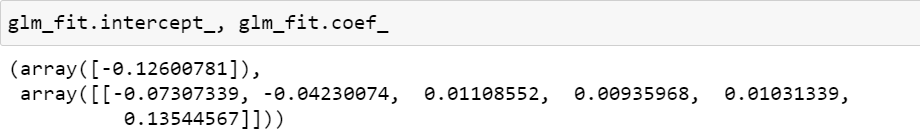 glm_fit.intercept_, glm_fit.coef_
(array([-0.12600781]),
 array([[-0.07307339, -0.04230074,  0.01108552,  0.00935968,  0.01031339,
          0.13544567]]))